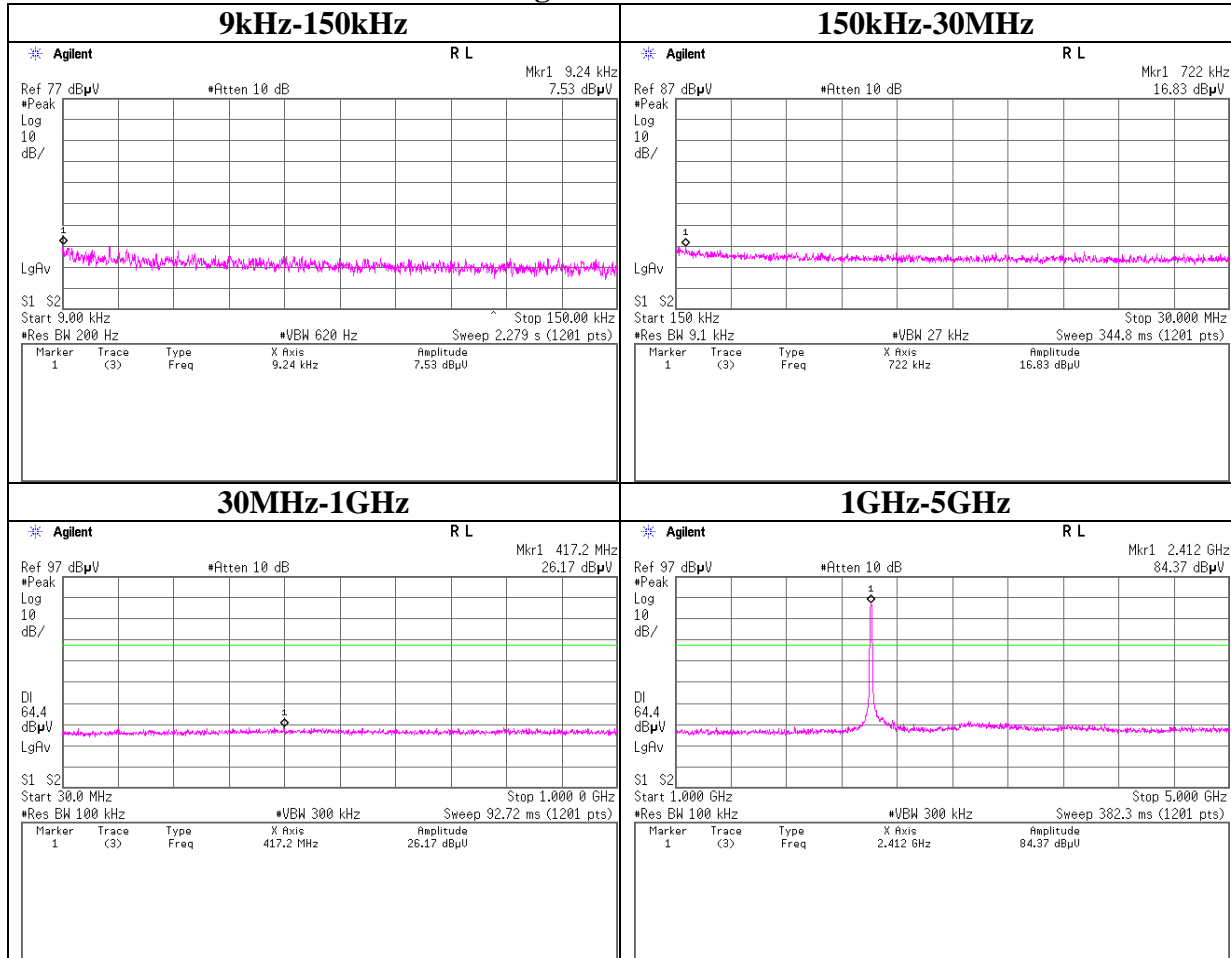 9kHz-150kHz
Agilent
R L
Mkr1 9.24 kHz
Ref 77 dBµV
#Atten 10 dB
7.53 dBµV
#Peak
Log
10
dB/
1
LgAv
S1 S2
Start 9.00 kHz
^
Stop 150.00 kHz
#Res BW 200 Hz
#VBW 620 Hz
Sweep 2.279 s (1201 pts)
Marker Trace Type X Axis Amplitude
1 (3) Freq 9.24 kHz 7.53 dBµV
150kHz-30MHz
Agilent
R L
Mkr1 722 kHz
Ref 87 dBµV
#Atten 10 dB
16.83 dBµV
#Peak
Log
10
dB/
1
LgAv
S1 S2
Start 150 kHz
Stop 30.000 MHz
#Res BW 9.1 kHz
#VBW 27 kHz
Sweep 344.8 ms (1201 pts)
Marker Trace Type X Axis Amplitude
1 (3) Freq 722 kHz 16.83 dBµV
30MHz-1GHz
Agilent
R L
Mkr1 417.2 MHz
Ref 97 dBµV
#Atten 10 dB
26.17 dBµV
#Peak
Log
10
dB/
DI
64.4
dBµV
1
LgAv
S1 S2
Start 30.0 MHz
Stop 1.000 0 GHz
#Res BW 100 kHz
#VBW 300 kHz
Sweep 92.72 ms (1201 pts)
Marker Trace Type X Axis Amplitude
1 (3) Freq 417.2 MHz 26.17 dBµV
1GHz-5GHz
Agilent
R L
Mkr1 2.412 GHz
Ref 97 dBµV
#Atten 10 dB
84.37 dBµV
#Peak
1
Log
10
dB/
DI
64.4
dBµV
LgAv
S1 S2
Start 1.000 GHz
Stop 5.000 GHz
#Res BW 100 kHz
#VBW 300 kHz
Sweep 382.3 ms (1201 pts)
Marker Trace Type X Axis Amplitude
1 (3) Freq 2.412 GHz 84.37 dBµV